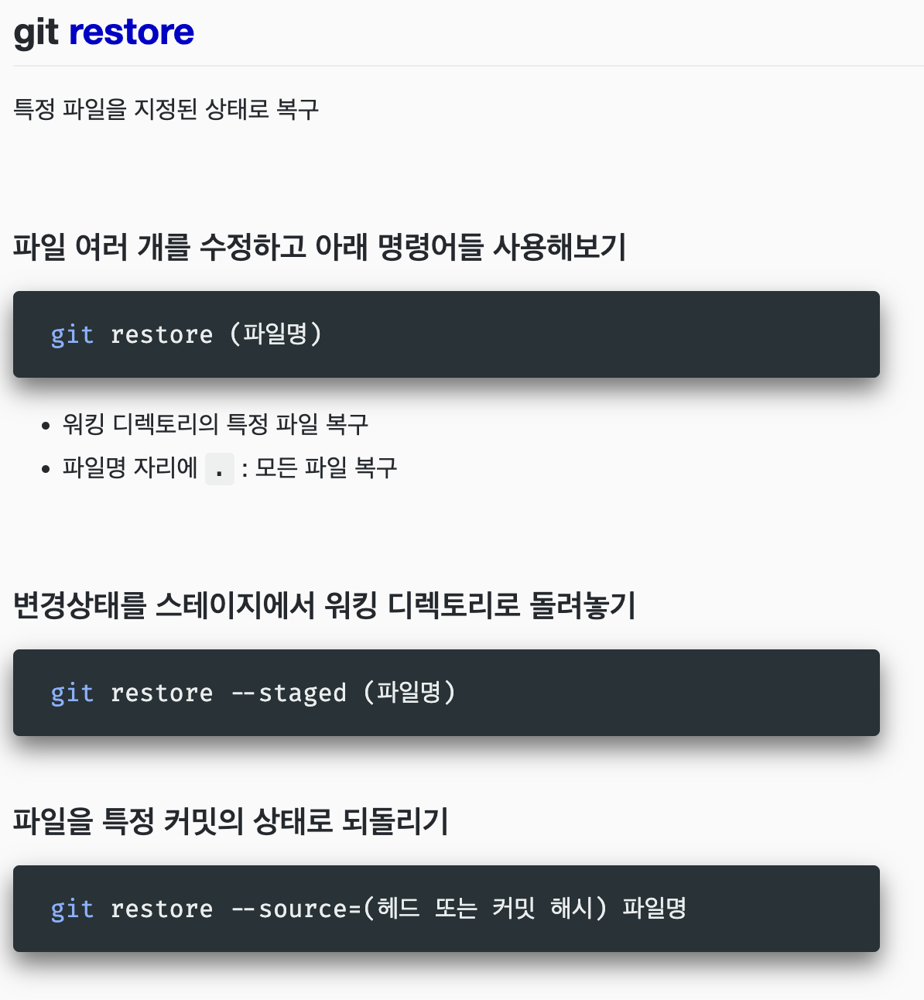 git restore
특정 파일을 지정된 상태로 복구
파일 여러 개를 수정하고 아래 명령어들 사용해보기
git restore (파일명)
• 워킹 디렉토리의 특정 파일 복구
• 파일명 자리에 . : 모든 파일 복구
변경상태를 스테이지에서 워킹 디렉토리로 돌려놓기
git restore --staged (파일명)
파일을 특정 커밋의 상태로 되돌리기
git restore --source=(헤드 또는 커밋 해시) 파일명